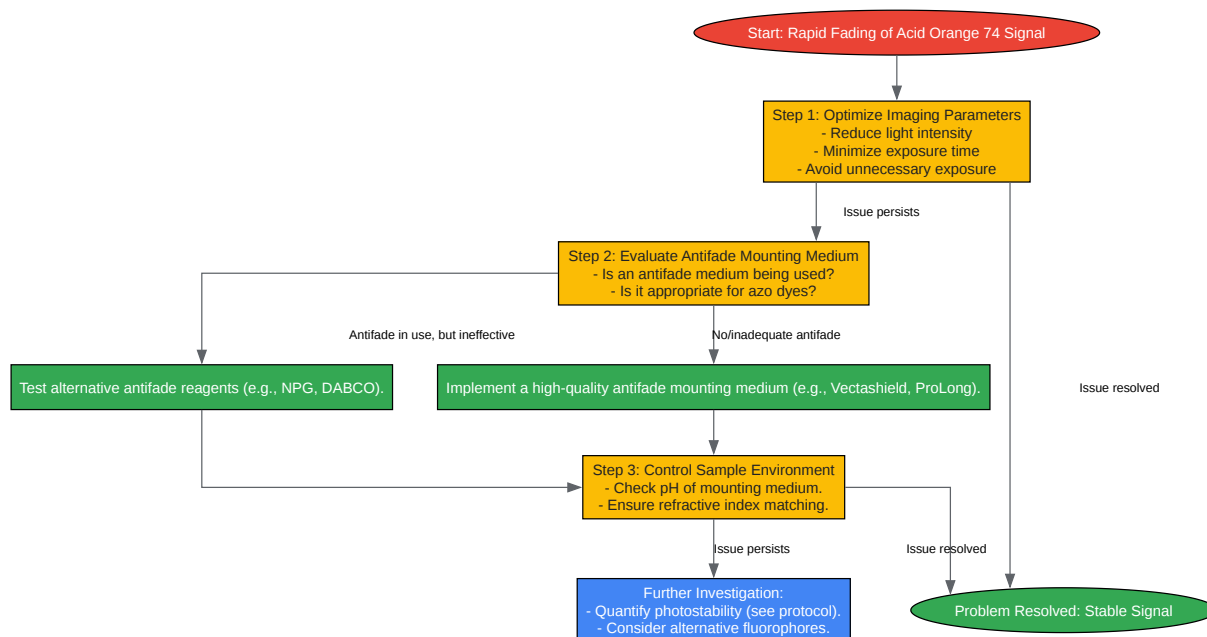 Start: Rapid Fading of Acid Orange 74 Signal
Step 1: Optimize Imaging Parameters
- Reduce light intensity
- Minimize exposure time
- Avoid unnecessary exposure
Issue persists
Step 2: Evaluate Antifade Mounting Medium
- Is an antifade medium being used?
- Is it appropriate for azo dyes?
Antifade in use, but ineffective
No/inadequate antifade
Test alternative antifade reagents (e.g., NPG, DABCO).
Implement a high-quality antifade mounting medium (e.g., Vectashield, ProLong).
Issue resolved
Step 3: Control Sample Environment
- Check pH of mounting medium.
- Ensure refractive index matching.
Issue persists
Issue resolved
Further Investigation:
- Quantify photostability (see protocol).
- Consider alternative fluorophores.
Problem Resolved: Stable Signal